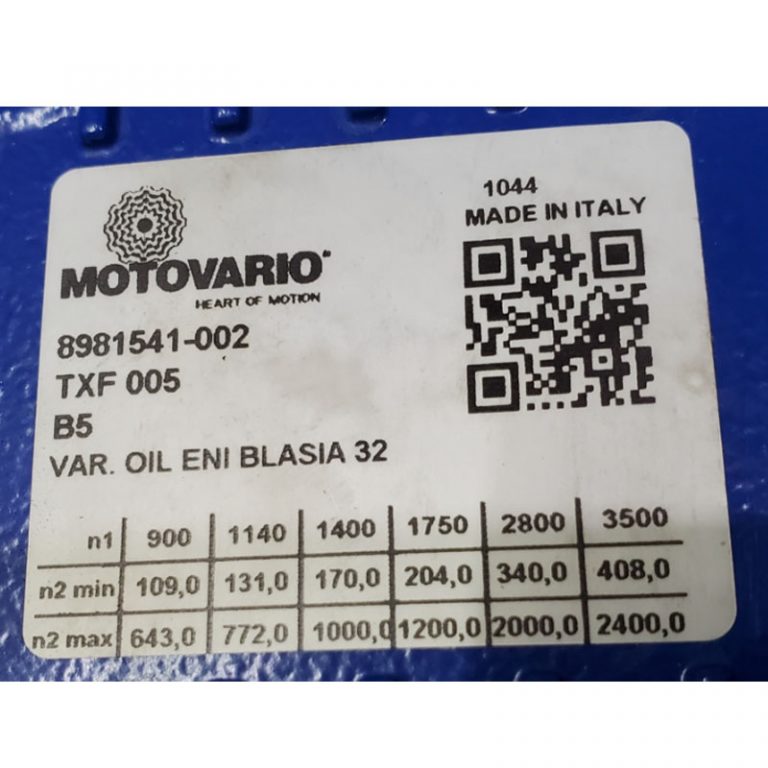 1044
MADE IN ITALY
MOTOVARIO
HEART OF MOTION
8981541-002
TXF 005
B5
VAR. OIL ENI BLASIA 32
n1 900 1140 1400 1750 2800 3500
n2 min 109,0 131,0 170,0 204,0 340,0 408,0
n2 max 643,0 772,0 1000,0 1200,0 2000,0 2400,0